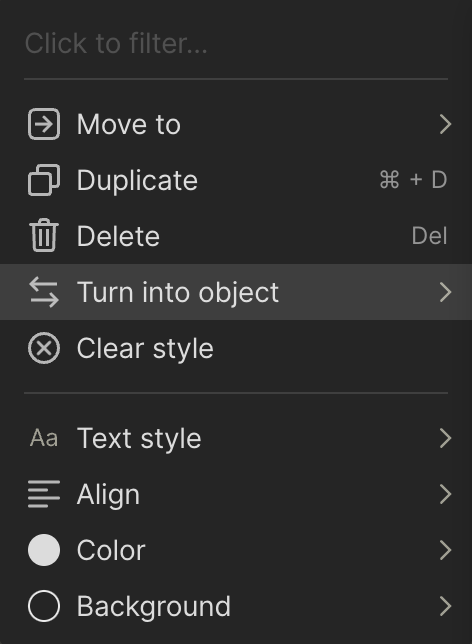 Click to filter...
Move to
Duplicate ⌘ + D
Delete Del
Turn into object
Clear style
Aa Text style
Align
Color
Background